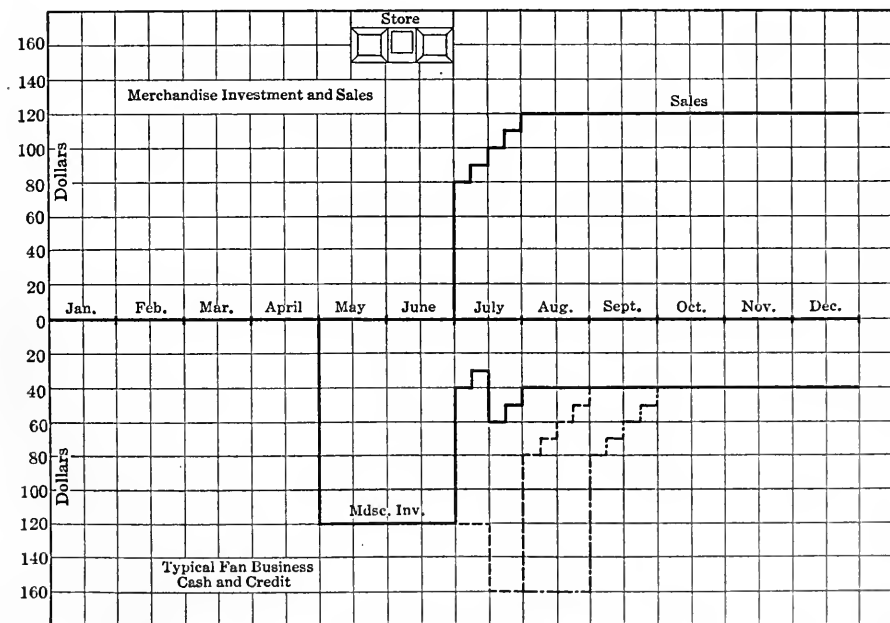 Store
160
140
Merchandise Investment and Sales
120
Sales
100
Dollars
80
60
40
20
Jan. Feb. Mar. April May June July Aug. Sept. Oct. Nov. Dec.
0
20
40
60
80
Dollars
100
120
Mdsc. Inv.
140
Typical Fan Business
Cash and Credit
160